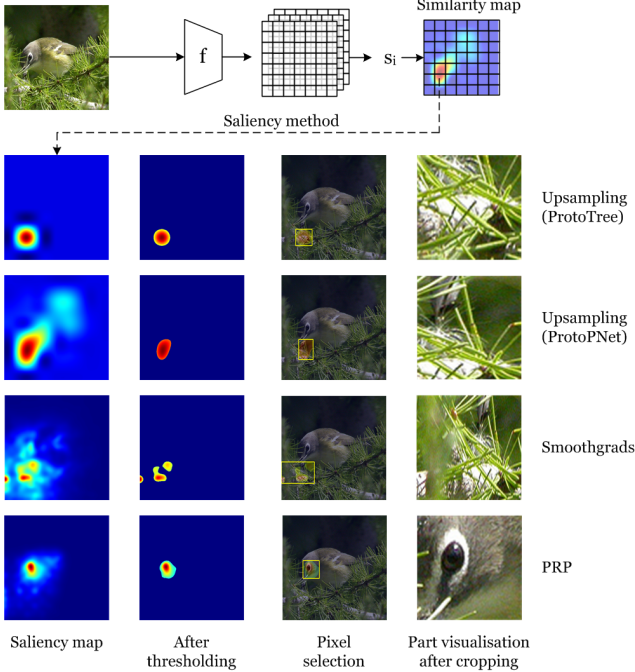 Similarity map
f
si
Saliency method
Upsampling
(ProtoTree)
Upsampling
(ProtoPNet)
Smoothgrads
PRP
Saliency map
After
thresholding
Pixel
selection
Part visualisation
after cropping